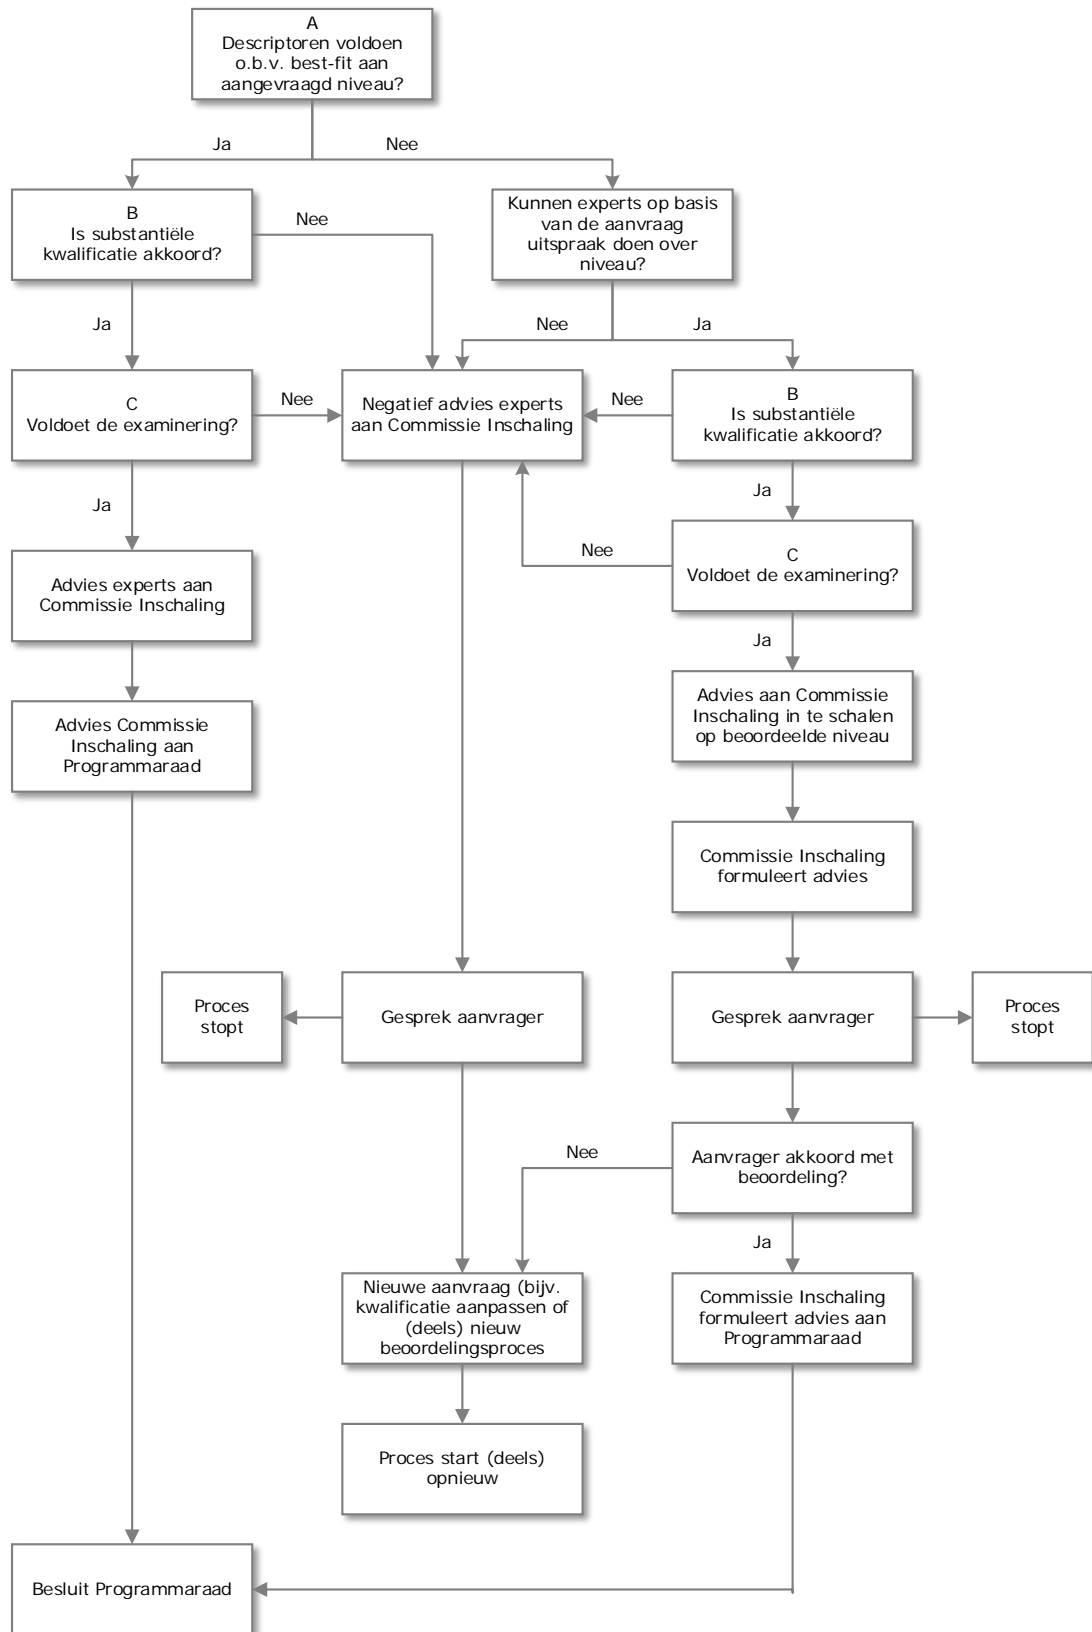 A
Descriptoren voldoen
o.b.v. best-fit aan
aangevraagd niveau?
Ja
Nee
B
Is substantiële
kwalificatie akkoord?
Nee
Kunnen experts op basis
van de aanvraag
uitspraak doen over
niveau?
Ja
Nee
Ja
C
Voldoet de examinering?
Nee
Negatief advies experts
aan Commissie Inschaling
Nee
B
Is substantiële
kwalificatie akkoord?
Ja
Ja
Nee
C
Voldoet de examinering?
Advies experts aan
Commissie Inschaling
Ja
Advies Commissie
Inschaling aan
Programmaraad
Advies aan Commissie
Inschaling in te schalen
op beoordeelde niveau
Commissie Inschaling
formuleert advies
Proces
stopt
Gesprek aanvrager
Gesprek aanvrager
Proces
stopt
Nee
Aanvrager akkoord met
beoordeling?
Ja
Nieuwe aanvraag (bijv.
kwalificatie aanpassen of
(deels) nieuw
beoordelingsproces
Commissie Inschaling
formuleert advies aan
Programmaraad
Proces start (deels)
opnieuw
Besluit Programmaraad